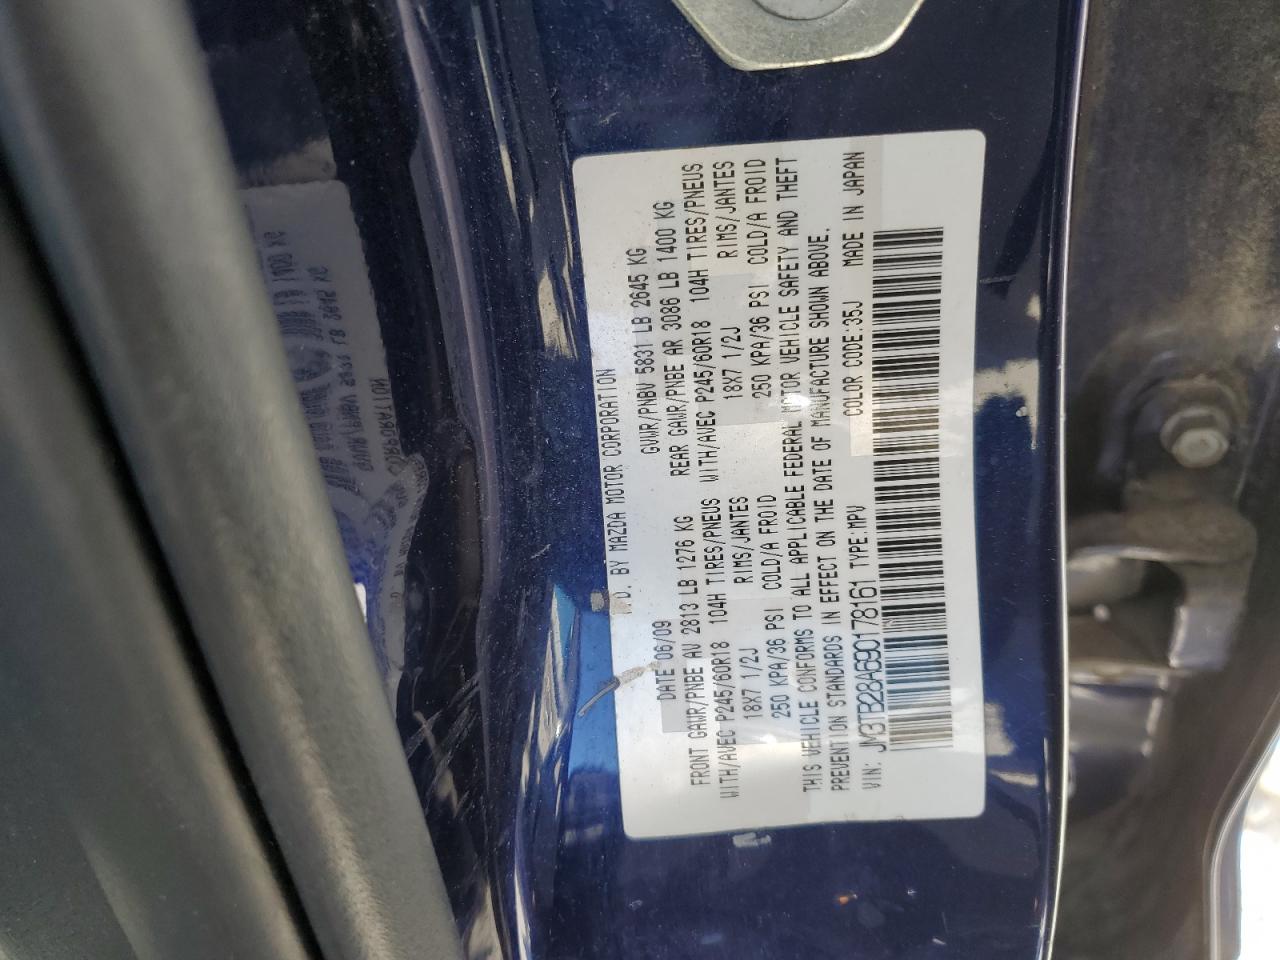 MFD. BY MAZDA MOTOR CORPORATION
DATE 06/09 GVWR/PNBV 5831 LB 2645 KG
FRONT GAWR/PNBE AV 2813 LB 1276 KG REAR GAWR/PNBE AR 3086 LB 1400 KG
WITH/AVEC P245/60R18 104H TIRES/PNEUS WITH/AVEC P245/60R18 104H TIRES/PNEUS
18X7 1/2J RIMS/JANTES 18X7 1/2J RIMS/JANTES
250 KPA/36 PSI COLD/A FROID 250 KPA/36 PSI COLD/A FROID
THIS VEHICLE CONFORMS TO ALL APPLICABLE FEDERAL MOTOR VEHICLE SAFETY AND THEFT
PREVENTION STANDARDS IN EFFECT ON THE DATE OF MANUFACTURE SHOWN ABOVE.
VIN: JM3TB28A690178161 TYPE:MPV COLOR CODE:35J MADE IN JAPAN